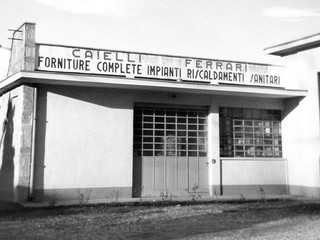 CAIELLI FERRARI
FORNITURE COMPLETE IMPIANTI RISCALDAMENTI SANITARI